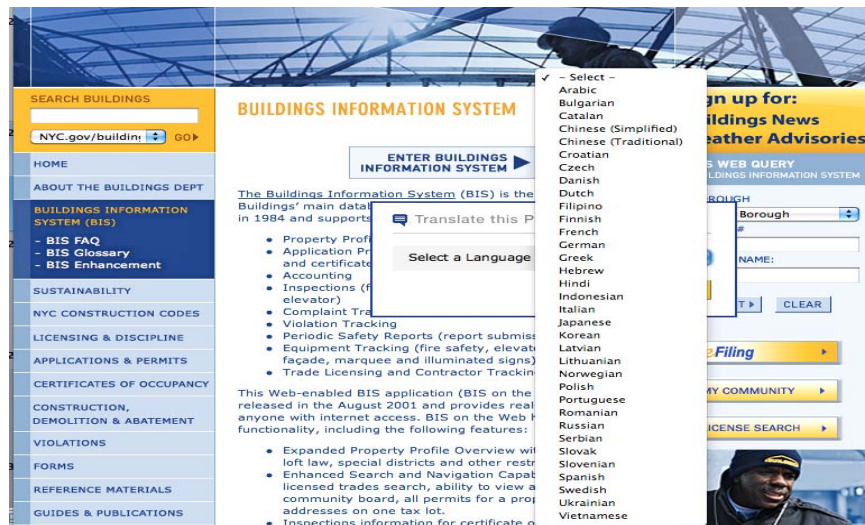 SEARCH BUILDINGS
NYC.gov/buildin
GO
HOME
ABOUT THE BUILDINGS DEPT
BUILDINGS INFORMATION
SYSTEM (BIS)
- BIS FAQ
- BIS Glossary
- BIS Enhancement
SUSTAINABILITY
NYC CONSTRUCTION CODES
LICENSING & DISCIPLINE
APPLICATIONS & PERMITS
CERTIFICATES OF OCCUPANCY
CONSTRUCTION,
DEMOLITION & ABATEMENT
VIOLATIONS
FORMS
REFERENCE MATERIALS
GUIDES & PUBLICATIONS
BUILDINGS INFORMATION SYSTEM
ENTER BUILDINGS
INFORMATION SYSTEM
The Buildings Information System (BIS) is the
Buildings' main datab
in 1984 and supports
• Property Profi
• Application Pr
and certificate
• Accounting
• Inspections (f
elevator)
• Complaint Tra
• Violation Tracking
• Periodic Safety Reports (report submiss
• Equipment Tracking (fire safety, elevat
façade, marquee and illuminated signs)
• Trade Licensing and Contractor Trackin
This Web-enabled BIS application (BIS on the
released in the August 2001 and provides real
anyone with internet access. BIS on the Web h
functionality, including the following features:
• Expanded Property Profile Overview wi
loft law, special districts and other restr
• Enhanced Search and Navigation Capab
licensed trades search, ability to view a
community board, all permits for a prop
addresses on one tax lot.
• Inspections information for certificate o
Translate this P
Select a Language
✓ – Select –
Arabic
Bulgarian
Catalan
Chinese (Simplified)
Chinese (Traditional)
Croatian
Czech
Danish
Dutch
Filipino
Finnish
French
German
Greek
Hebrew
Hindi
Indonesian
Italian
Japanese
Korean
Latvian
Lithuanian
Norwegian
Polish
Portuguese
Romanian
Russian
Serbian
Slovak
Slovenian
Spanish
Swedish
Ukrainian
Vietnamese
gn up for:
ildings News
eather Advisories
S WEB QUERY
LDINGS INFORMATION SYSTEM
ROUGH
Borough
#
NAME:
T
CLEAR
eFiling
MY COMMUNITY
ICENSE SEARCH